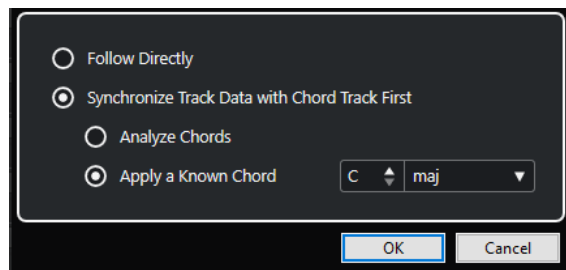 Follow Directly
Synchronize Track Data with Chord Track First
Analyze Chords
Apply a Known Chord C maj
OK Cancel